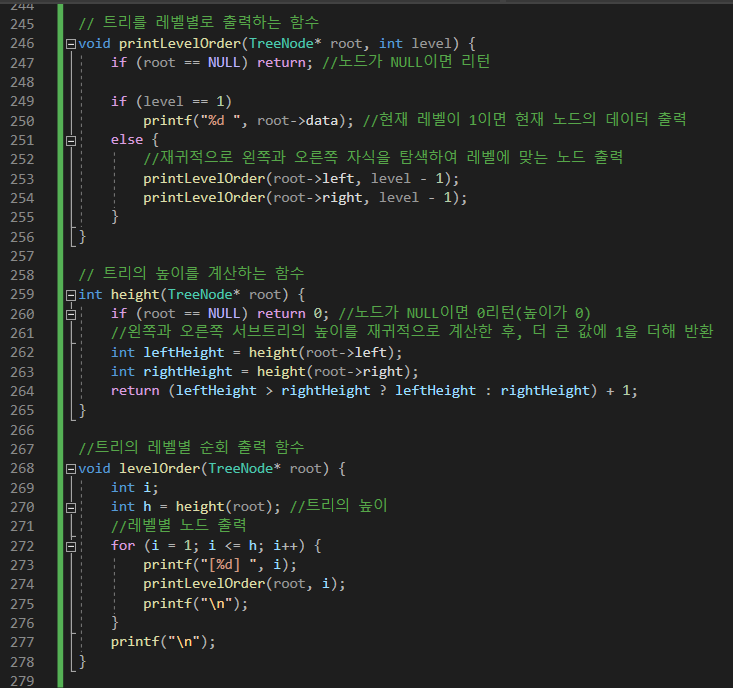 244
245 // 트리를 레벨별로 출력하는 함수
246 void printLevelOrder(TreeNode* root, int level) {
247 if (root == NULL) return; //노드가 NULL이면 리턴
248
249 if (level == 1)
250 printf("%d ", root->data); //현재 레벨이 1이면 현재 노드의 데이터 출력
251 else {
252 //재귀적으로 왼쪽과 오른쪽 자식을 탐색하여 레벨에 맞는 노드 출력
253 printLevelOrder(root->left, level - 1);
254 printLevelOrder(root->right, level - 1);
255 }
256 }
257
258 // 트리의 높이를 계산하는 함수
259 int height(TreeNode* root) {
260 if (root == NULL) return 0; //노드가 NULL이면 0리턴(높이가 0)
261 //왼쪽과 오른쪽 서브트리의 높이를 재귀적으로 계산한 후, 더 큰 값에 1을 더해 반환
262 int leftHeight = height(root->left);
263 int rightHeight = height(root->right);
264 return (leftHeight > rightHeight ? leftHeight : rightHeight) + 1;
265 }
266
267 //트리의 레벨별 순회 출력 함수
268 void levelOrder(TreeNode* root) {
269 int i;
270 int h = height(root); //트리의 높이
271 //레벨별 노드 출력
272 for (i = 1; i <= h; i++) {
273 printf("[%d] ", i);
274 printLevelOrder(root, i);
275 printf("\n");
276 }
277 printf("\n");
278 }
279